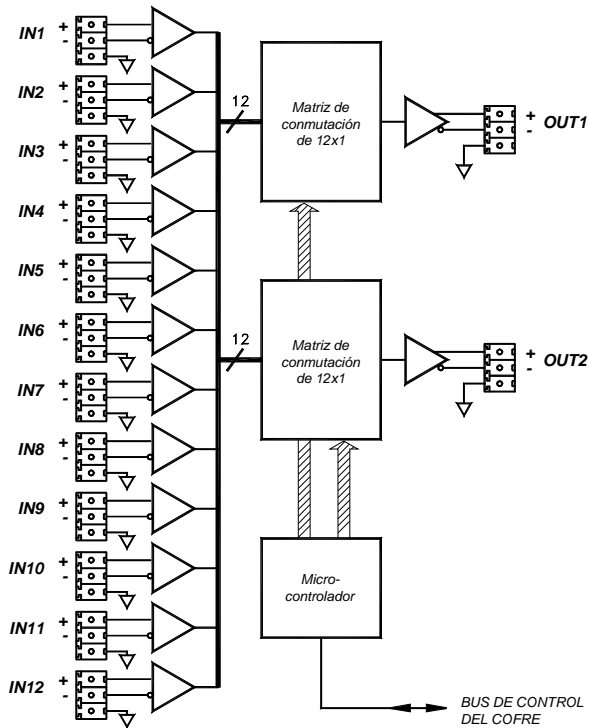 IN1 + -
IN2 + -
IN3 + -
IN4 + -
IN5 + -
IN6 + -
IN7 + -
IN8 + -
IN9 + -
IN10 + -
IN11 + -
IN12 + -
12
Matriz de
conmutación
de 12x1
+ - OUT1
12
Matriz de
conmutación
de 12x1
+ - OUT2
Micro-
controlador
BUS DE CONTROL
DEL COFRE